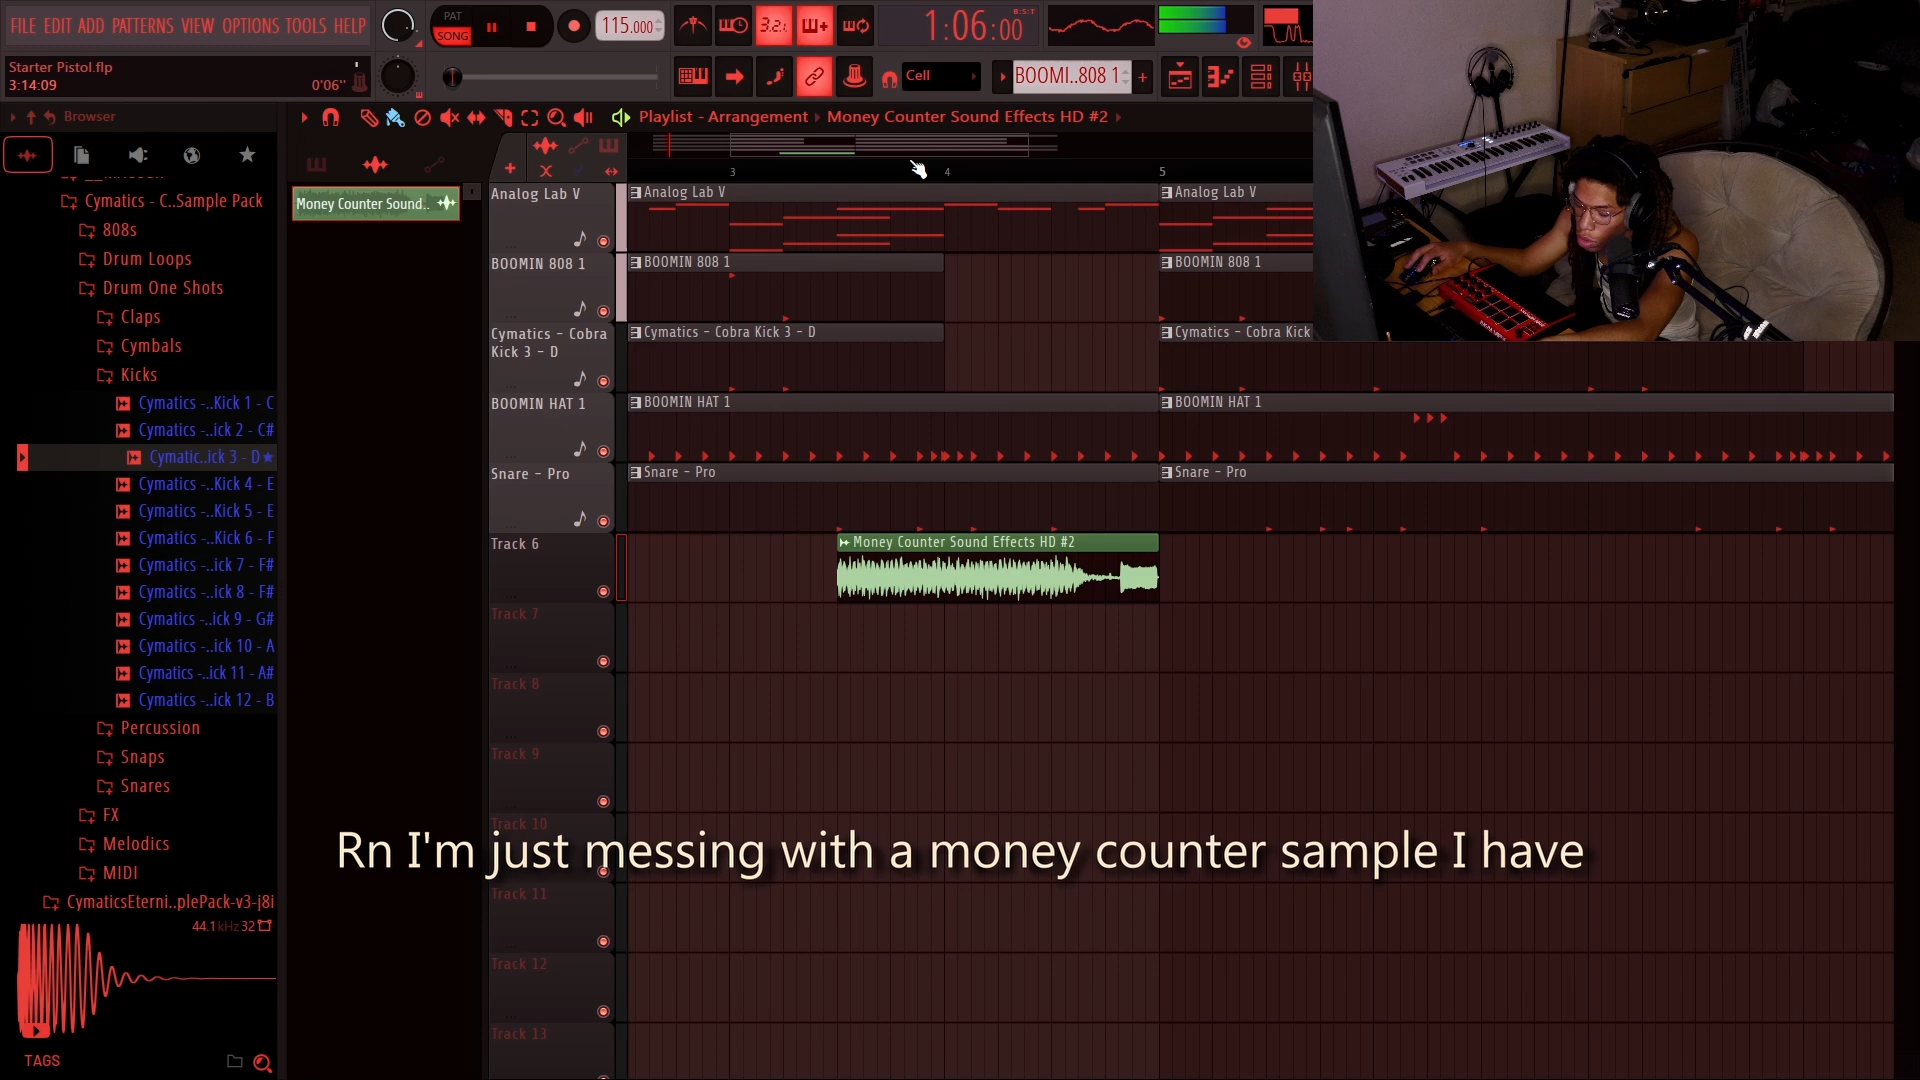 FILE EDIT ADD PATTERNS VIEW OPTIONS TOOLS HELP
PAT
SONG
115.000
3.2.
1:06:00
B:S:T
Starter Pistol.flp
3:14:09
0'06''
Cell
BOOMI..808 1
Browser
Playlist - Arrangement
Money Counter Sound Effects HD #2
3
4
5
Cymatics - C..Sample Pack
808s
Drum Loops
Drum One Shots
Claps
Cymbals
Kicks
Cymatics -..Kick 1 - C
Cymatics -..ick 2 - C#
Cymatic..ick 3 - D
Cymatics -..Kick 4 - E
Cymatics -..Kick 5 - E
Cymatics -..Kick 6 - F
Cymatics -..ick 7 - F#
Cymatics -..ick 8 - F#
Cymatics -..ick 9 - G#
Cymatics -..ick 10 - A
Cymatics -..ick 11 - A#
Cymatics -..ick 12 - B
Percussion
Snaps
Snares
FX
Melodics
MIDI
CymaticsEterni..plePack-v3-j8i
44.1kHz 32
TAGS
Money Counter Sound..
Analog Lab V
Analog Lab V
Analog Lab V
BOOMIN 808 1
BOOMIN 808 1
BOOMIN 808 1
Cymatics - Cobra
Kick 3 - D
Cymatics - Cobra Kick 3 - D
Cymatics - Cobra Kick
BOOMIN HAT 1
BOOMIN HAT 1
BOOMIN HAT 1
Snare - Pro
Snare - Pro
Snare - Pro
Track 6
Money Counter Sound Effects HD #2
Track 7
Track 8
Track 9
Track 10
Rn I'm just messing with a money counter sample I have
Track 11
Track 12
Track 13